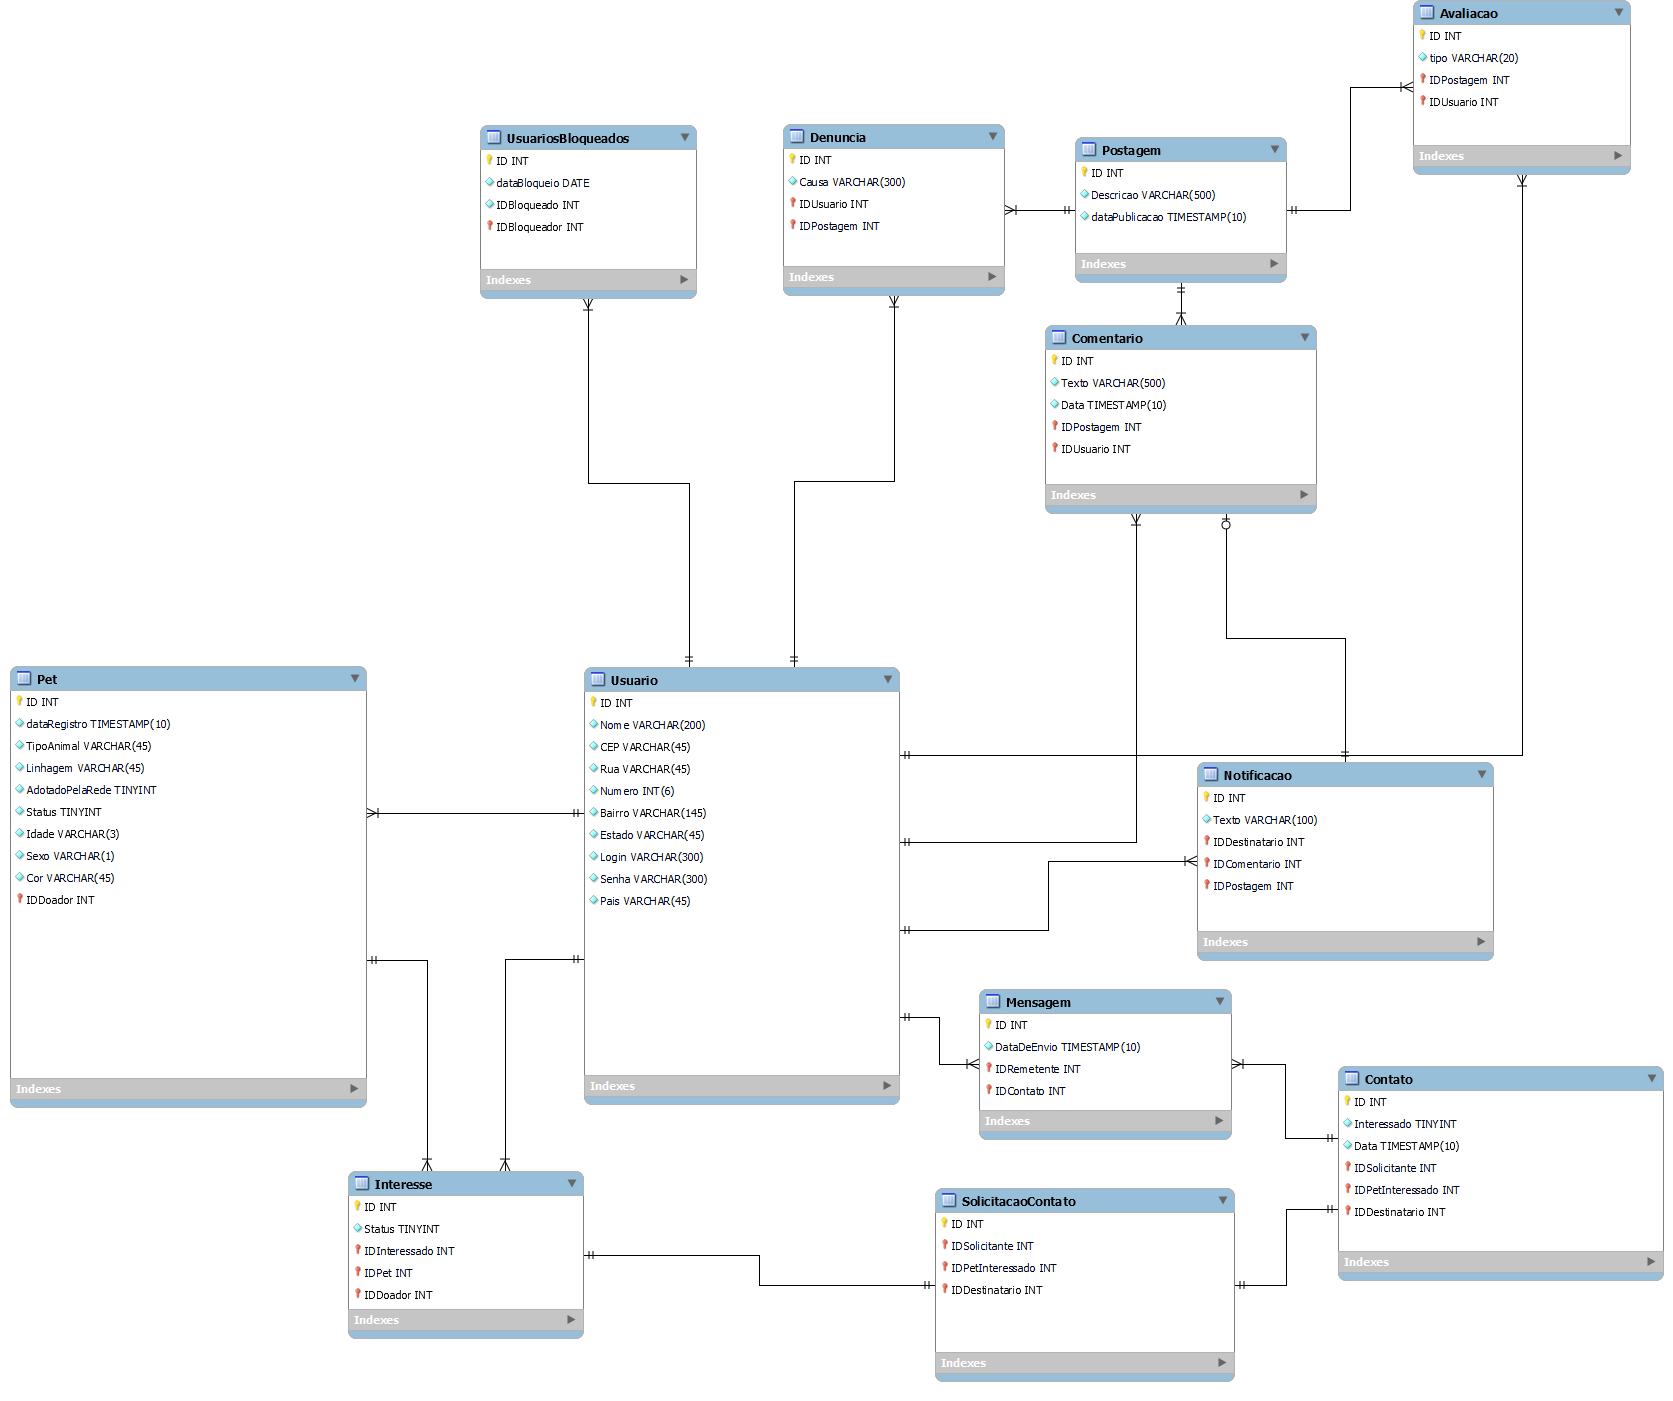 Avaliacao
ID INT
tipo VARCHAR(20)
IDPostagem INT
IDUsuario INT
Indexes
UsuariosBloqueados
ID INT
dataBloqueio DATE
IDBloqueado INT
IDBloqueador INT
Indexes
Denuncia
ID INT
Causa VARCHAR(300)
IDUsuario INT
IDPostagem INT
Indexes
Postagem
ID INT
Descricao VARCHAR(500)
dataPublicacao TIMESTAMP(10)
Indexes
Comentario
ID INT
Texto VARCHAR(500)
Data TIMESTAMP(10)
IDPostagem INT
IDUsuario INT
Indexes
Pet
ID INT
dataRegistro TIMESTAMP(10)
TipoAnimal VARCHAR(45)
Linhagem VARCHAR(45)
AdotadoPelaRede TINYINT
Status TINYINT
Idade VARCHAR(3)
Sexo VARCHAR(1)
Cor VARCHAR(45)
IDDoador INT
Indexes
Usuario
ID INT
Nome VARCHAR(200)
CEP VARCHAR(45)
Rua VARCHAR(45)
Numero INT(6)
Bairro VARCHAR(145)
Estado VARCHAR(45)
Login VARCHAR(300)
Senha VARCHAR(300)
Pais VARCHAR(45)
Indexes
Notificacao
ID INT
Texto VARCHAR(100)
IDDestinatario INT
IDComentario INT
IDPostagem INT
Indexes
Mensagem
ID INT
DataDeEnvio TIMESTAMP(10)
IDRemetente INT
IDContato INT
Indexes
Contato
ID INT
Interessado TINYINT
Data TIMESTAMP(10)
IDSolicitante INT
IDPetInteressado INT
IDDestinatario INT
Indexes
Interesse
ID INT
Status TINYINT
IDInteressado INT
IDPet INT
IDDoador INT
Indexes
SolicitacaoContato
ID INT
IDSolicitante INT
IDPetInteressado INT
IDDestinatario INT
Indexes